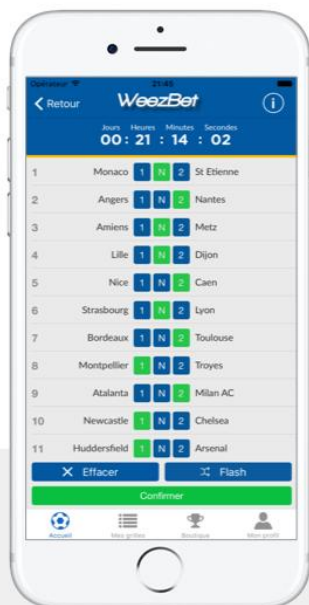 Opérateur 21:45
Retour WeezBet i
Jours Heures Minutes Secondes
00 : 21 : 14 : 02
1 Monaco 1 N 2 St Etienne
2 Angers 1 N 2 Nantes
3 Amiens 1 N 2 Metz
4 Lille 1 N 2 Dijon
5 Nice 1 N 2 Caen
6 Strasbourg 1 N 2 Lyon
7 Bordeaux 1 N 2 Toulouse
8 Montpellier 1 N 2 Troyes
9 Atalanta 1 N 2 Milan AC
10 Newcastle 1 N 2 Chelsea
11 Huddersfield 1 N 2 Arsenal
Effacer Flash
Confirmer
Accueil Mes grilles Boutique Mon profil